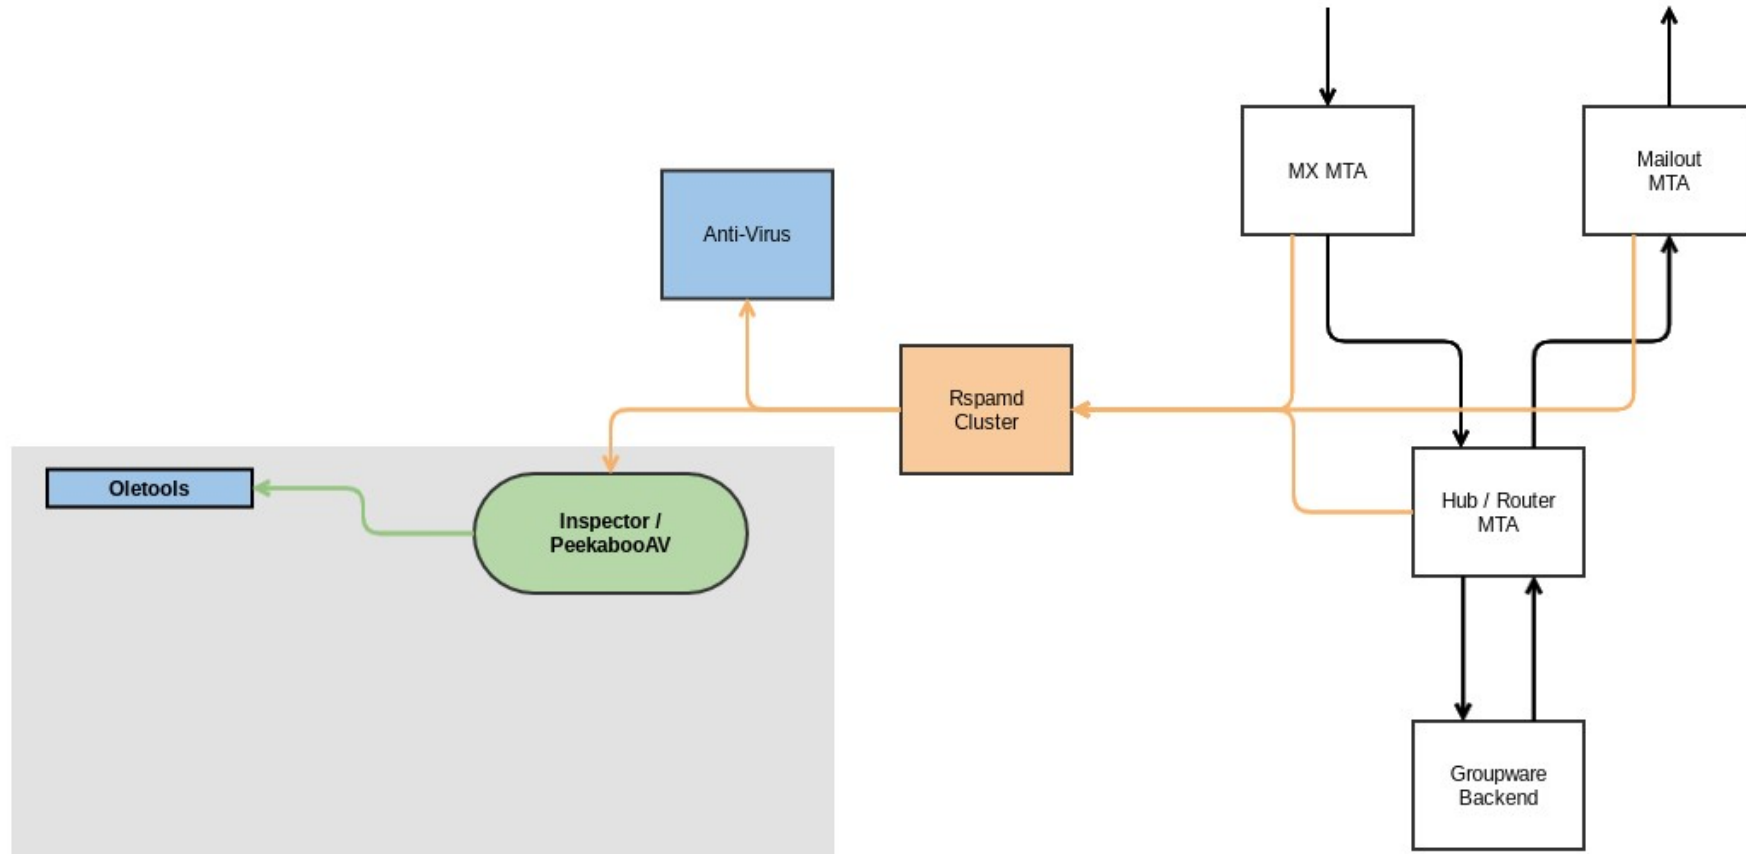 MX MTA
Mailout
MTA
Anti-Virus
Rspamd
Cluster
Oletools
Inspector /
PeekabooAV
Hub / Router
MTA
Groupware
Backend